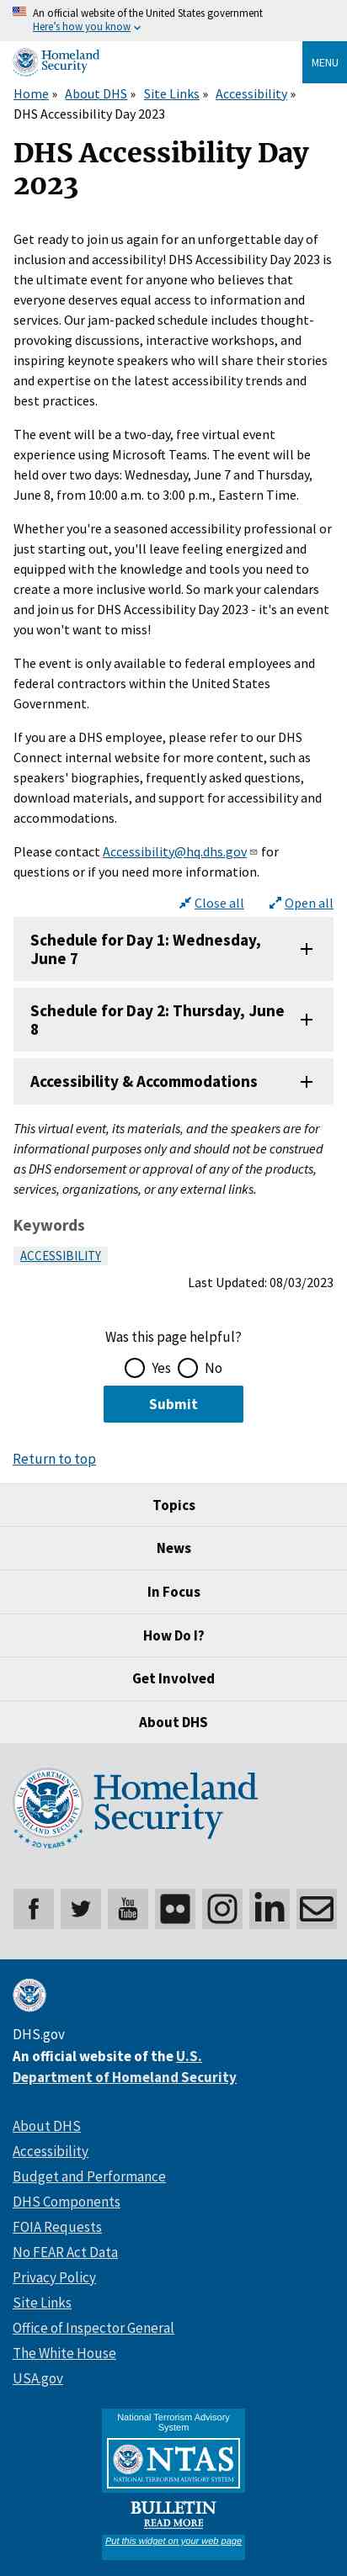 An official website of the United States government
Here's how you know
Homeland
Security
MENU
Home » About DHS » Site Links » Accessibility »
DHS Accessibility Day 2023
DHS Accessibility Day
2023
Get ready to join us again for an unforgettable day of
inclusion and accessibility! DHS Accessibility Day 2023 is
the ultimate event for anyone who believes that
everyone deserves equal access to information and
services. Our jam-packed schedule includes thought-
provoking discussions, interactive workshops, and
inspiring keynote speakers who will share their stories
and expertise on the latest accessibility trends and
best practices.
The event will be a two-day, free virtual event
experience using Microsoft Teams. The event will be
held over two days: Wednesday, June 7 and Thursday,
June 8, from 10:00 a.m. to 3:00 p.m., Eastern Time.
Whether you're a seasoned accessibility professional or
just starting out, you'll leave feeling energized and
equipped with the knowledge and tools you need to
create a more inclusive world. So mark your calendars
and join us for DHS Accessibility Day 2023 - it's an event
you won't want to miss!
The event is only available to federal employees and
federal contractors within the United States
Government.
If you are a DHS employee, please refer to our DHS
Connect internal website for more content, such as
speakers' biographies, frequently asked questions,
download materials, and support for accessibility and
accommodations.
Please contact Accessibility@hq.dhs.gov for
questions or if you need more information.
Close all Open all
Schedule for Day 1: Wednesday,
June 7
Schedule for Day 2: Thursday, June
8
Accessibility & Accommodations
This virtual event, its materials, and the speakers are for
informational purposes only and should not be construed
as DHS endorsement or approval of any of the products,
services, organizations, or any external links.
Keywords
ACCESSIBILITY
Last Updated: 08/03/2023
Was this page helpful?
Yes No
Submit
Return to top
Topics
News
In Focus
How Do I?
Get Involved
About DHS
U.S. DEPARTMENT OF HOMELAND SECURITY
20 YEARS
Homeland
Security
You
Tube
DHS.gov
An official website of the U.S.
Department of Homeland Security
About DHS
Accessibility
Budget and Performance
DHS Components
FOIA Requests
No FEAR Act Data
Privacy Policy
Site Links
Office of Inspector General
The White House
USA.gov
National Terrorism Advisory
System
NTAS
NATIONAL TERRORISM ADVISORY SYSTEM
BULLETIN
READ MORE
Put this widget on your web page